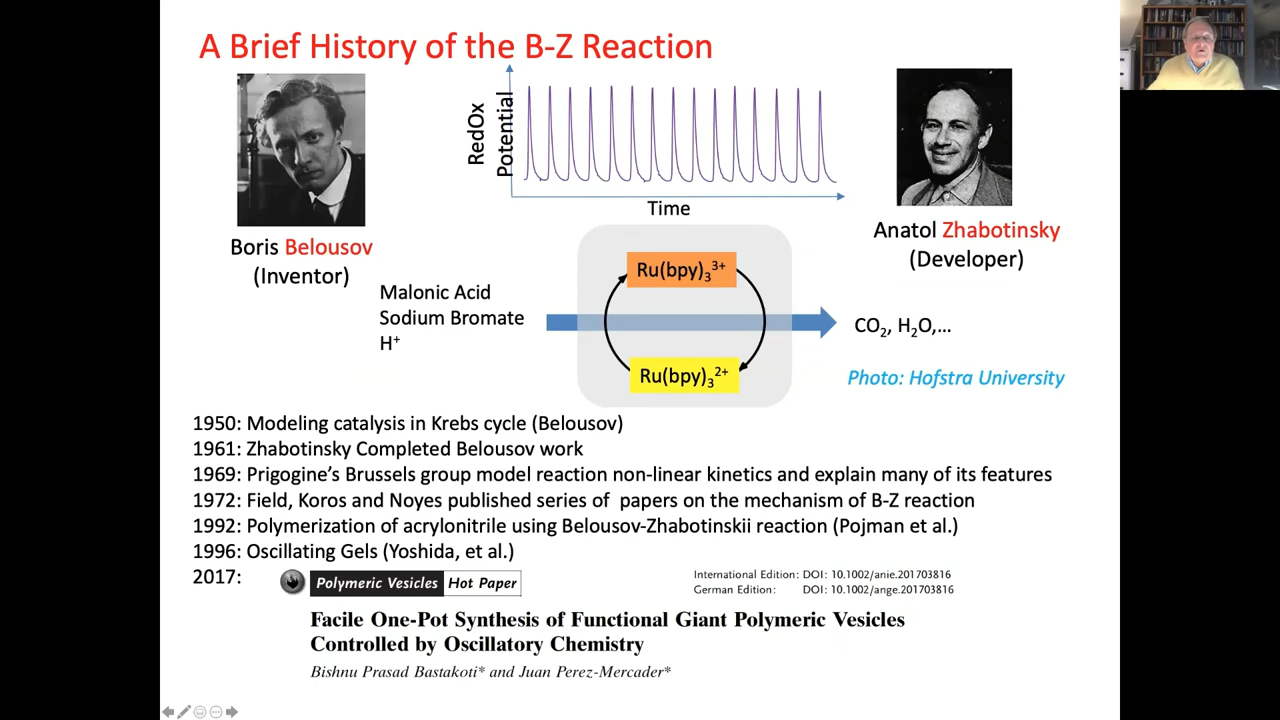 A Brief History of the B-Z Reaction
RedOx
Potential
Time
Boris Belousov
(Inventor)
Anatol Zhabotinsky
(Developer)
Malonic Acid
Sodium Bromate
H⁺
Ru(bpy)₃³⁺
Ru(bpy)₃²⁺
CO₂, H₂O,...
Photo: Hofstra University
1950: Modeling catalysis in Krebs cycle (Belousov)
1961: Zhabotinsky Completed Belousov work
1969: Prigogine's Brussels group model reaction non-linear kinetics and explain many of its features
1972: Field, Koros and Noyes published series of papers on the mechanism of B-Z reaction
1992: Polymerization of acrylonitrile using Belousov-Zhabotinskii reaction (Pojman et al.)
1996: Oscillating Gels (Yoshida, et al.)
2017:
Polymeric Vesicles Hot Paper
International Edition: DOI: 10.1002/anie.201703816
German Edition: DOI: 10.1002/ange.201703816
Facile One-Pot Synthesis of Functional Giant Polymeric Vesicles
Controlled by Oscillatory Chemistry
Bishnu Prasad Bastakoti* and Juan Perez-Mercader*